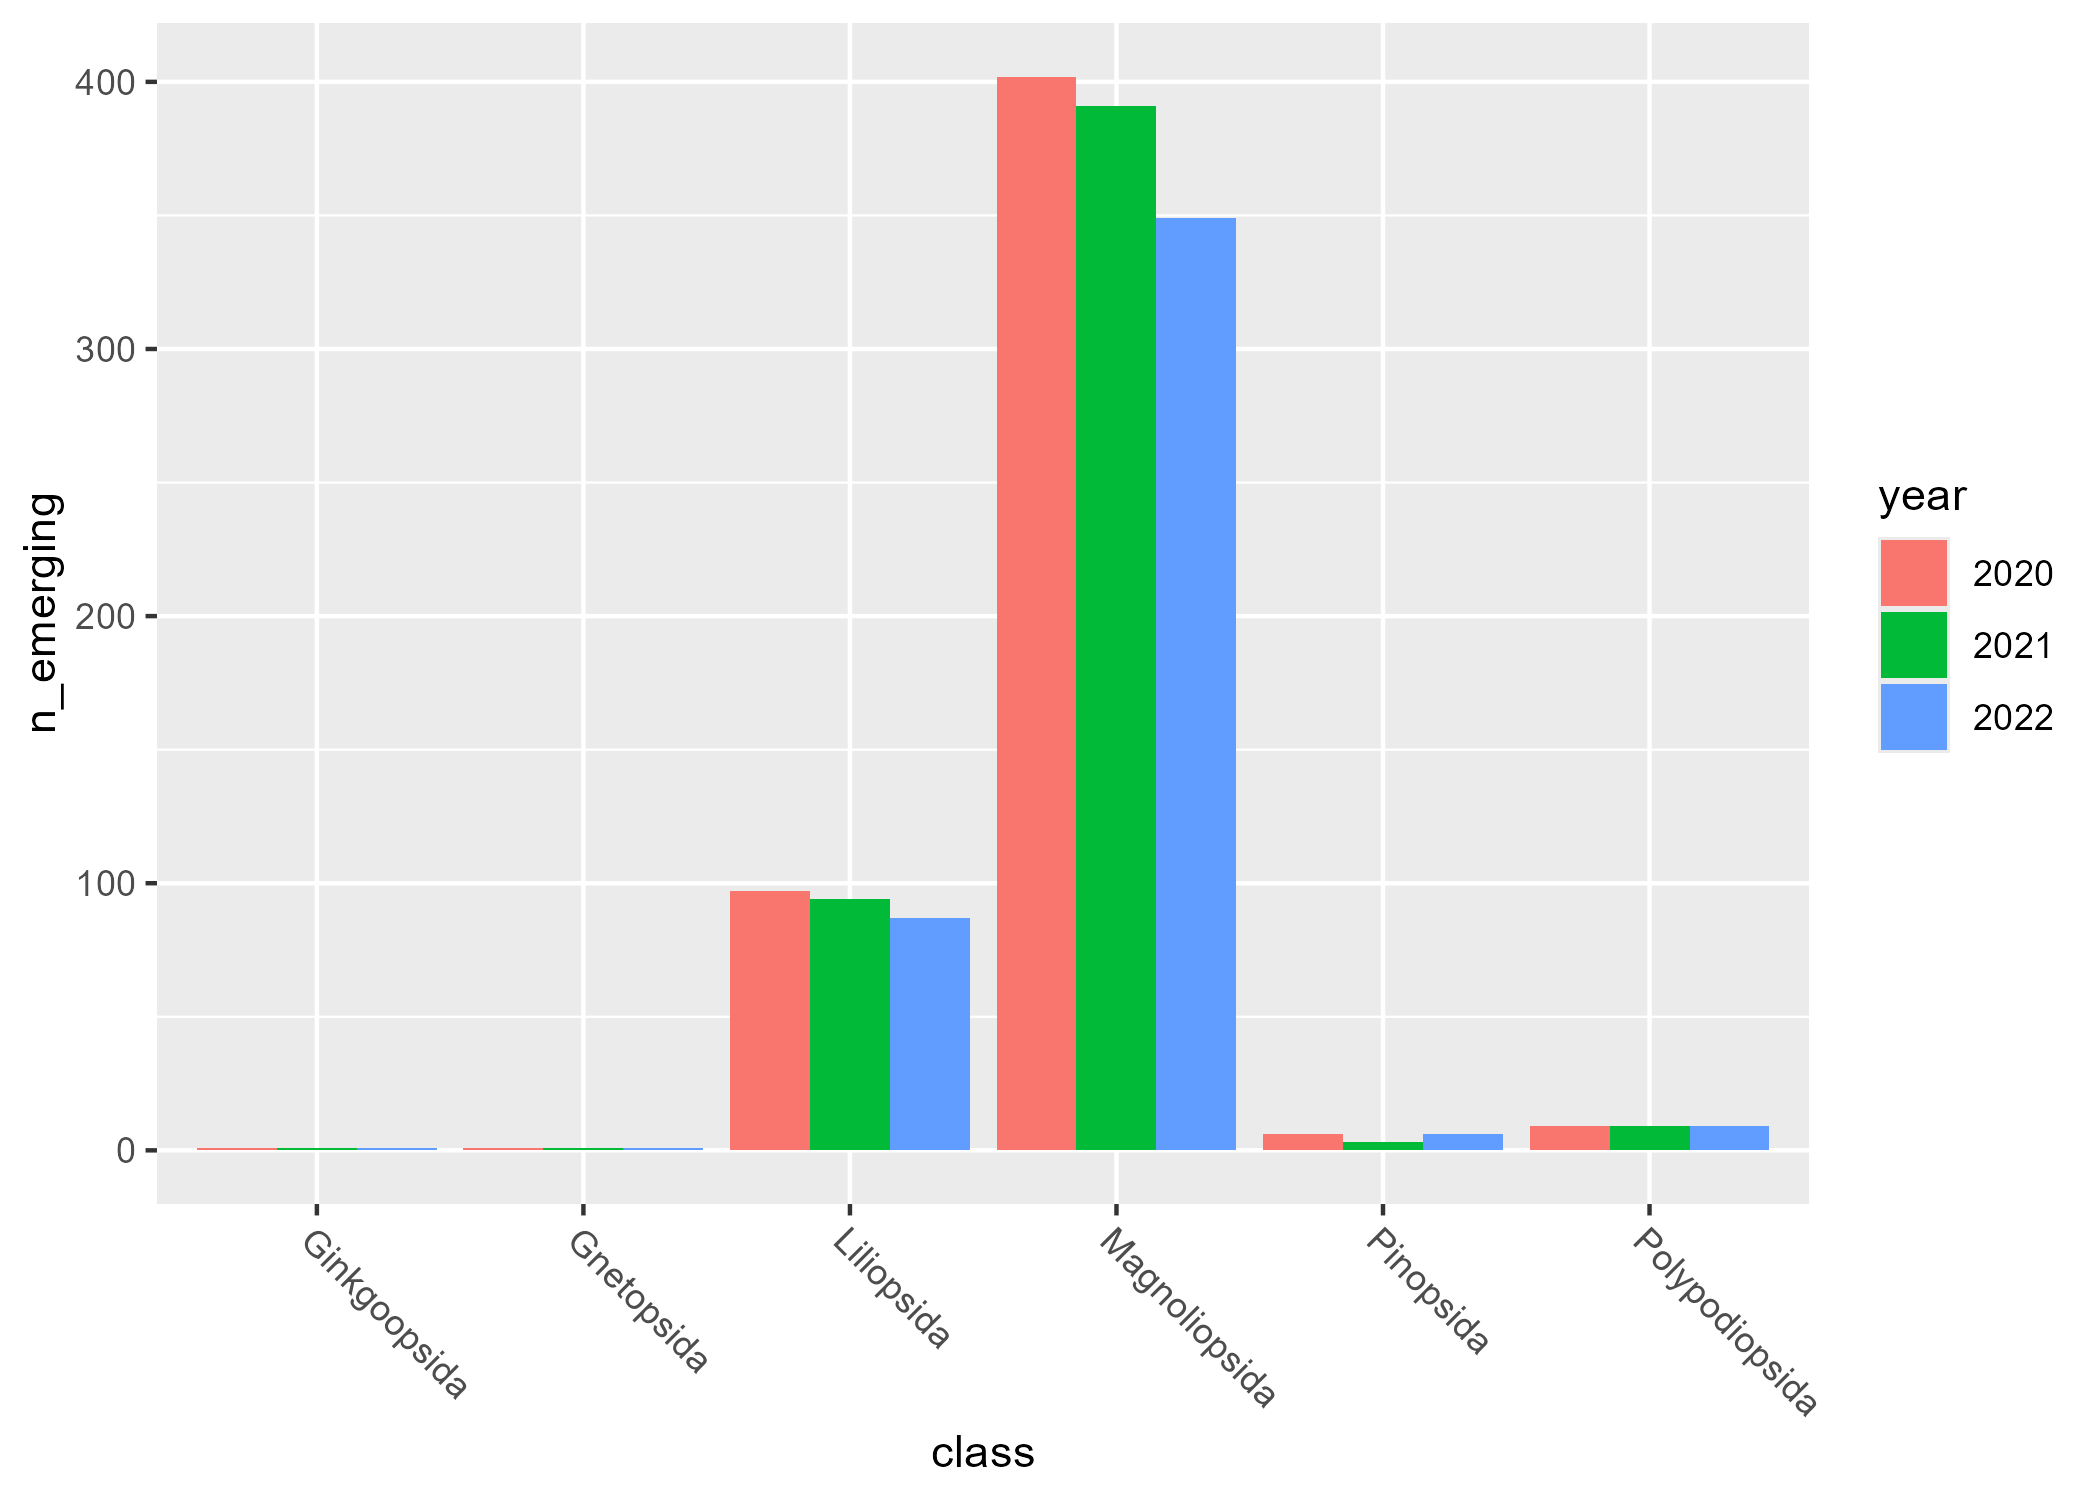 400
300
200
100
0
n_emerging
Ginkgoopsida
Gnetopsida
Liliopsida
Magnoliopsida
Pinopsida
Polypodiopsida
class
year
2020
2021
2022